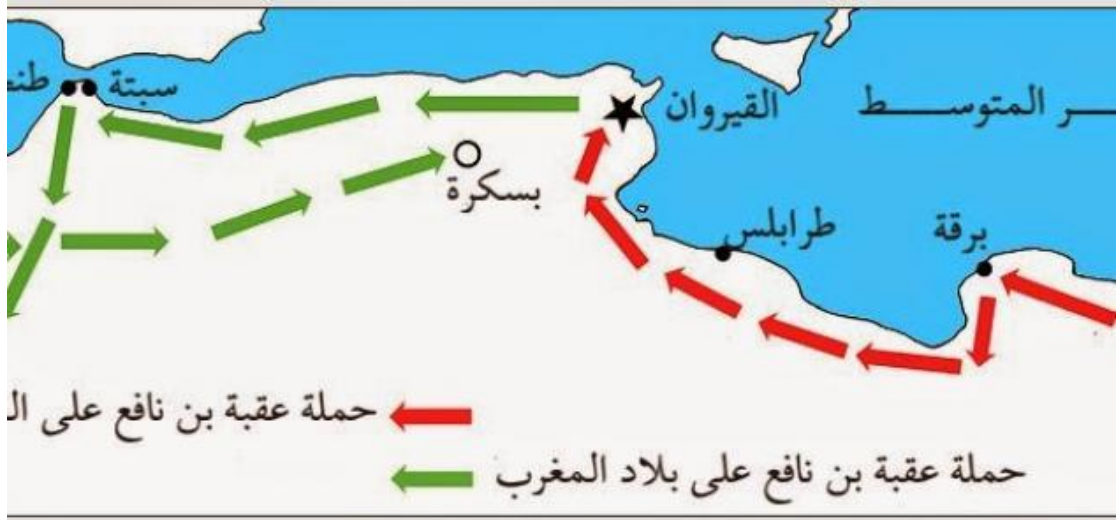 سبتة
القيروان
المتوسط
بسكرة
طرابلس
برقة
حملة عقبة بن نافع على
حملة عقبة بن نافع على بلاد المغرب